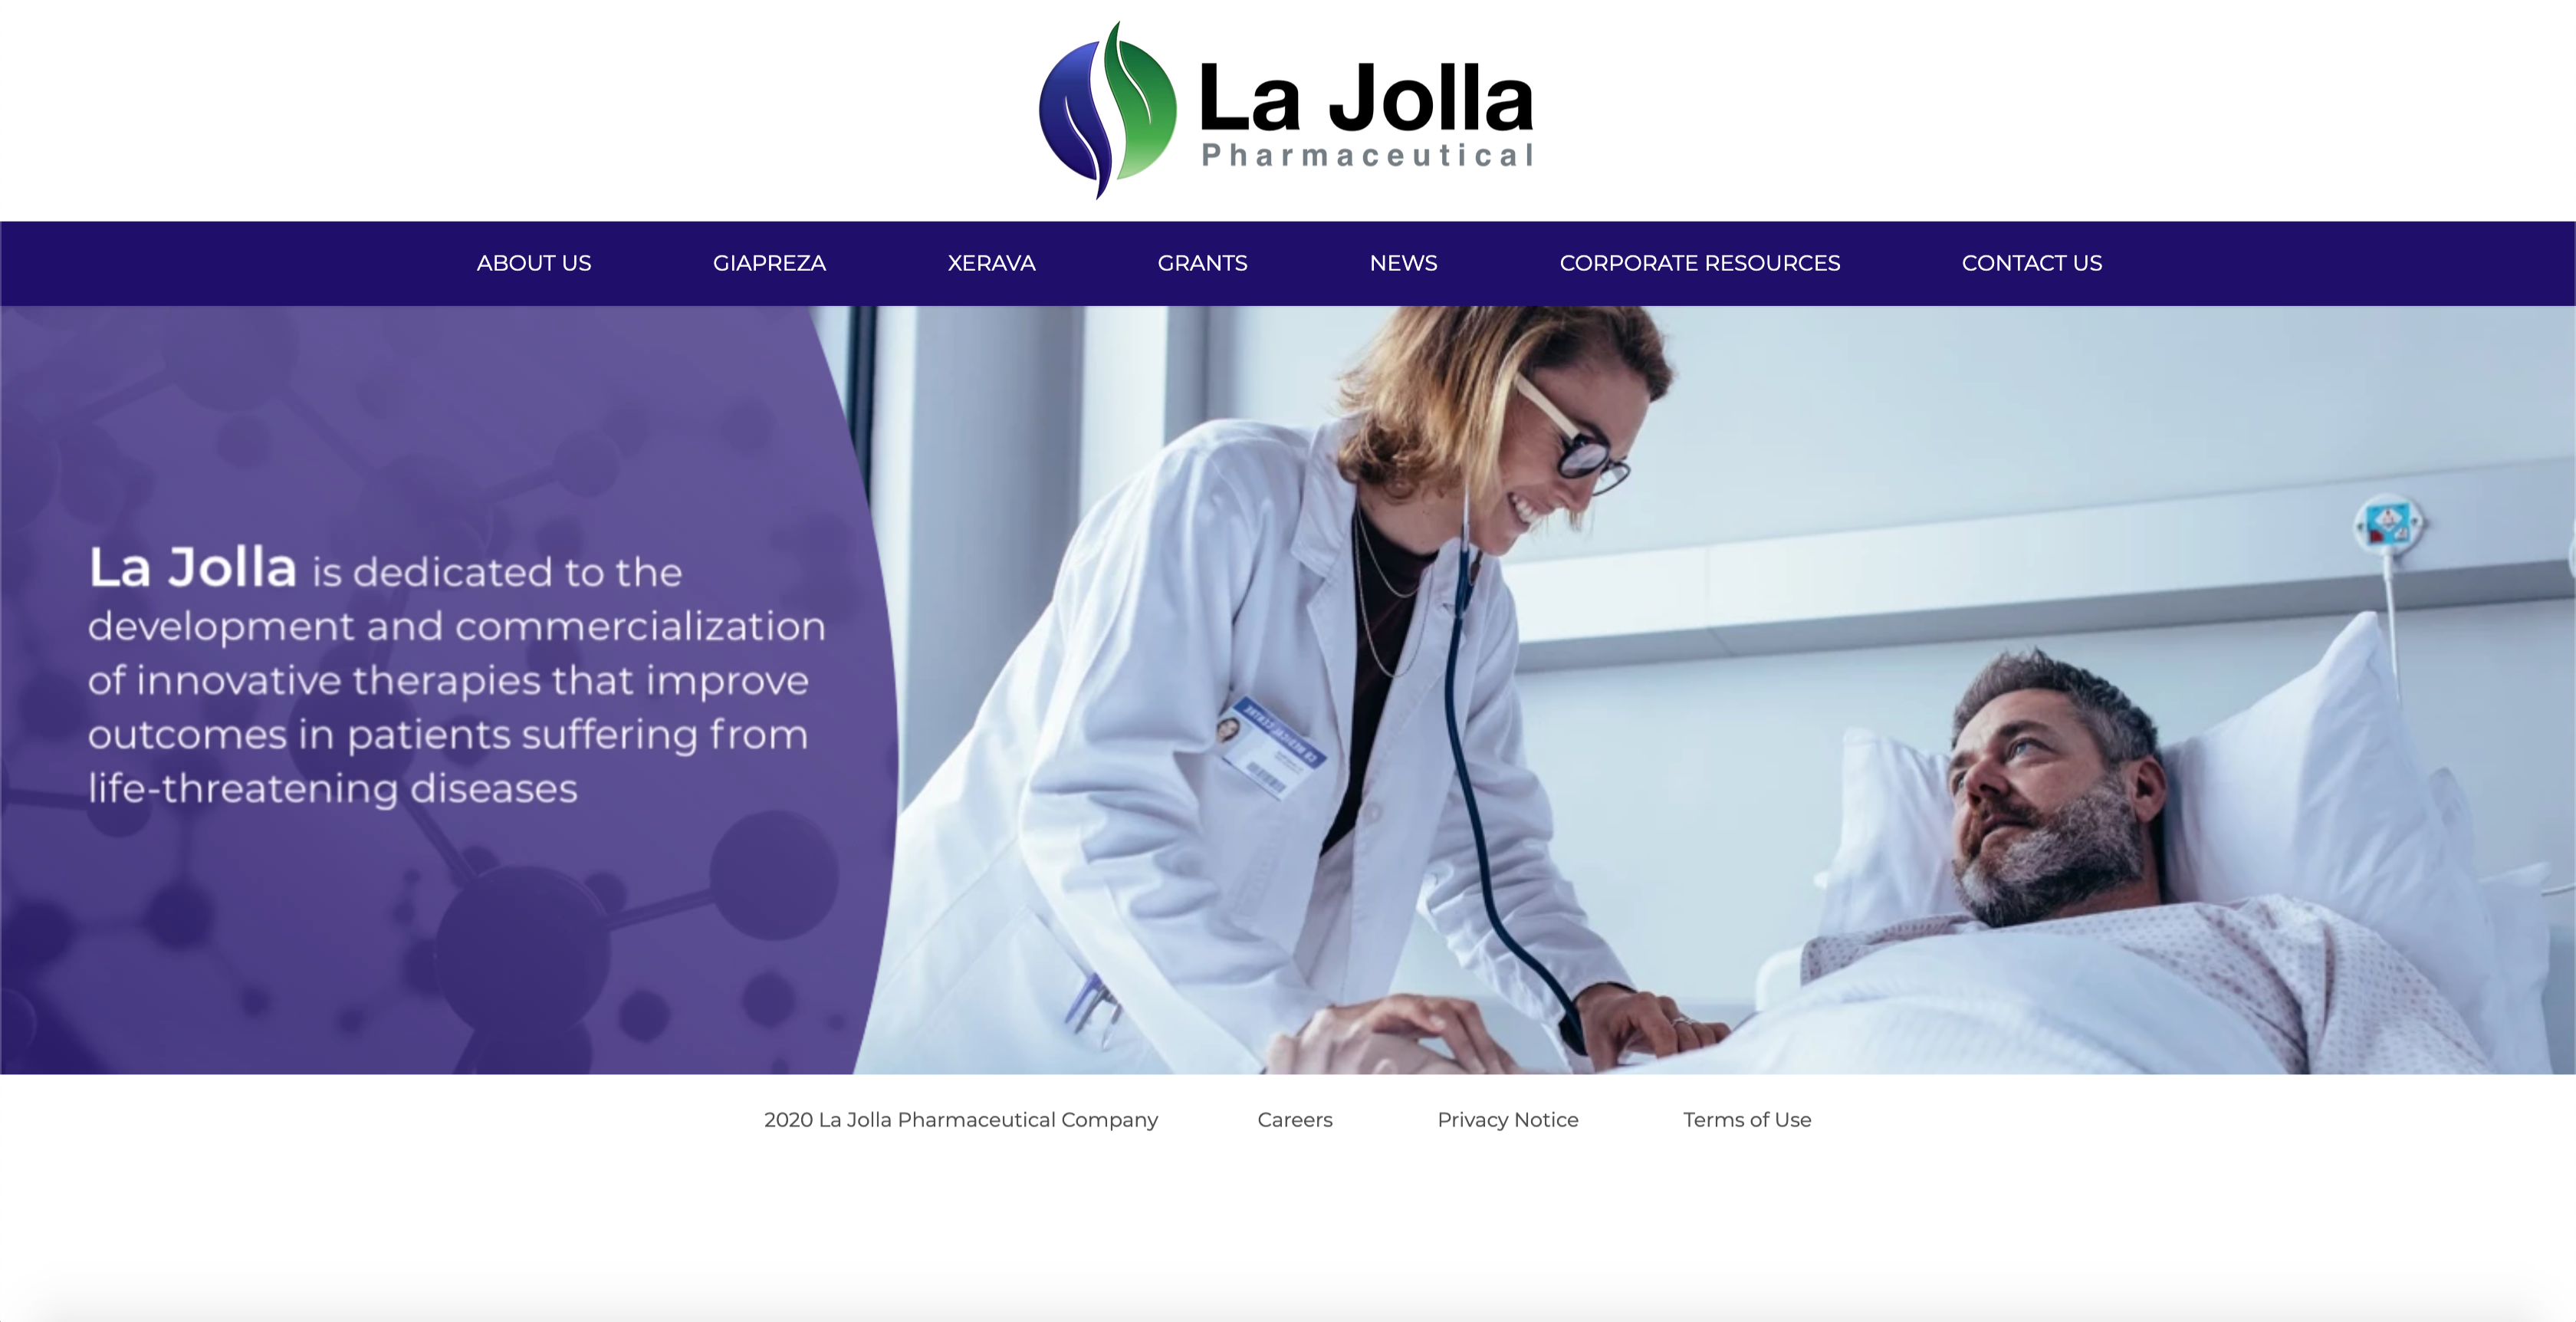 La Jolla
Pharmaceutical
ABOUT US GIAPREZA XERAVA GRANTS NEWS CORPORATE RESOURCES CONTACT US
La Jolla is dedicated to the
development and commercialization
of innovative therapies that improve
outcomes in patients suffering from
life-threatening diseases
2020 La Jolla Pharmaceutical Company Careers Privacy Notice Terms of Use